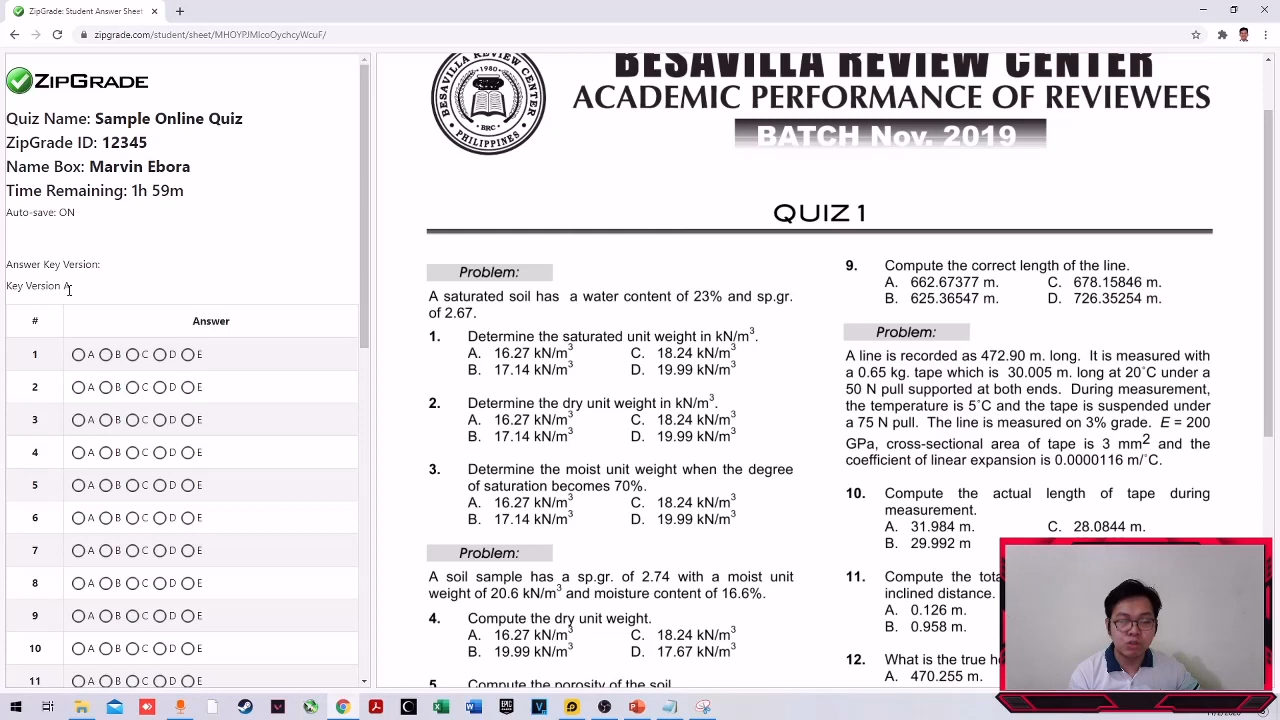 ZipGrade: Student Answer Sheet
zipgrade.com/student/sheet/MHOYPJMIcoOychcyWcuF/
ZIPGRADE
Quiz Name: Sample Online Quiz
ZipGrade ID: 12345
Name Box: Marvin Ebora
Time Remaining: 1h 59m
Auto-save: ON
Answer Key Version:
Key Version A
# Answer
1 A B C D E
2 A B C D E
3 A B C D E
4 A B C D E
5 A B C D E
6 A B C D E
7 A B C D E
8 A B C D E
9 A B C D E
10 A B C D E
11 A B C D E
BESAVILLA REVIEW CENTER
1980
BRC
PHILIPPINES
BESAVILLA REVIEW CENTER
ACADEMIC PERFORMANCE OF REVIEWEES
BATCH Nov. 2019
QUIZ 1
Problem:
A saturated soil has a water content of 23% and sp.gr.
of 2.67.
1. Determine the saturated unit weight in kN/m³.
A. 16.27 kN/m³ C. 18.24 kN/m³
B. 17.14 kN/m³ D. 19.99 kN/m³
2. Determine the dry unit weight in kN/m³.
A. 16.27 kN/m³ C. 18.24 kN/m³
B. 17.14 kN/m³ D. 19.99 kN/m³
3. Determine the moist unit weight when the degree
of saturation becomes 70%.
A. 16.27 kN/m³ C. 18.24 kN/m³
B. 17.14 kN/m³ D. 19.99 kN/m³
Problem:
A soil sample has a sp.gr. of 2.74 with a moist unit
weight of 20.6 kN/m³ and moisture content of 16.6%.
4. Compute the dry unit weight.
A. 16.27 kN/m³ C. 18.24 kN/m³
B. 19.99 kN/m³ D. 17.67 kN/m³
5. Compute the porosity of the soil
9. Compute the correct length of the line.
A. 662.67377 m. C. 678.15846 m.
B. 625.36547 m. D. 726.35254 m.
Problem:
A line is recorded as 472.90 m. long. It is measured with
a 0.65 kg. tape which is 30.005 m. long at 20˚C under a
50 N pull supported at both ends. During measurement,
the temperature is 5˚C and the tape is suspended under
a 75 N pull. The line is measured on 3% grade. E = 200
GPa, cross-sectional area of tape is 3 mm² and the
coefficient of linear expansion is 0.0000116 m/˚C.
10. Compute the actual length of tape during
measurement.
A. 31.984 m. C. 28.0844 m.
B. 29.992 m
11. Compute the
inclined distance.
A. 0.126 m.
B. 0.958 m.
12. What is the true
A. 470.255 m.